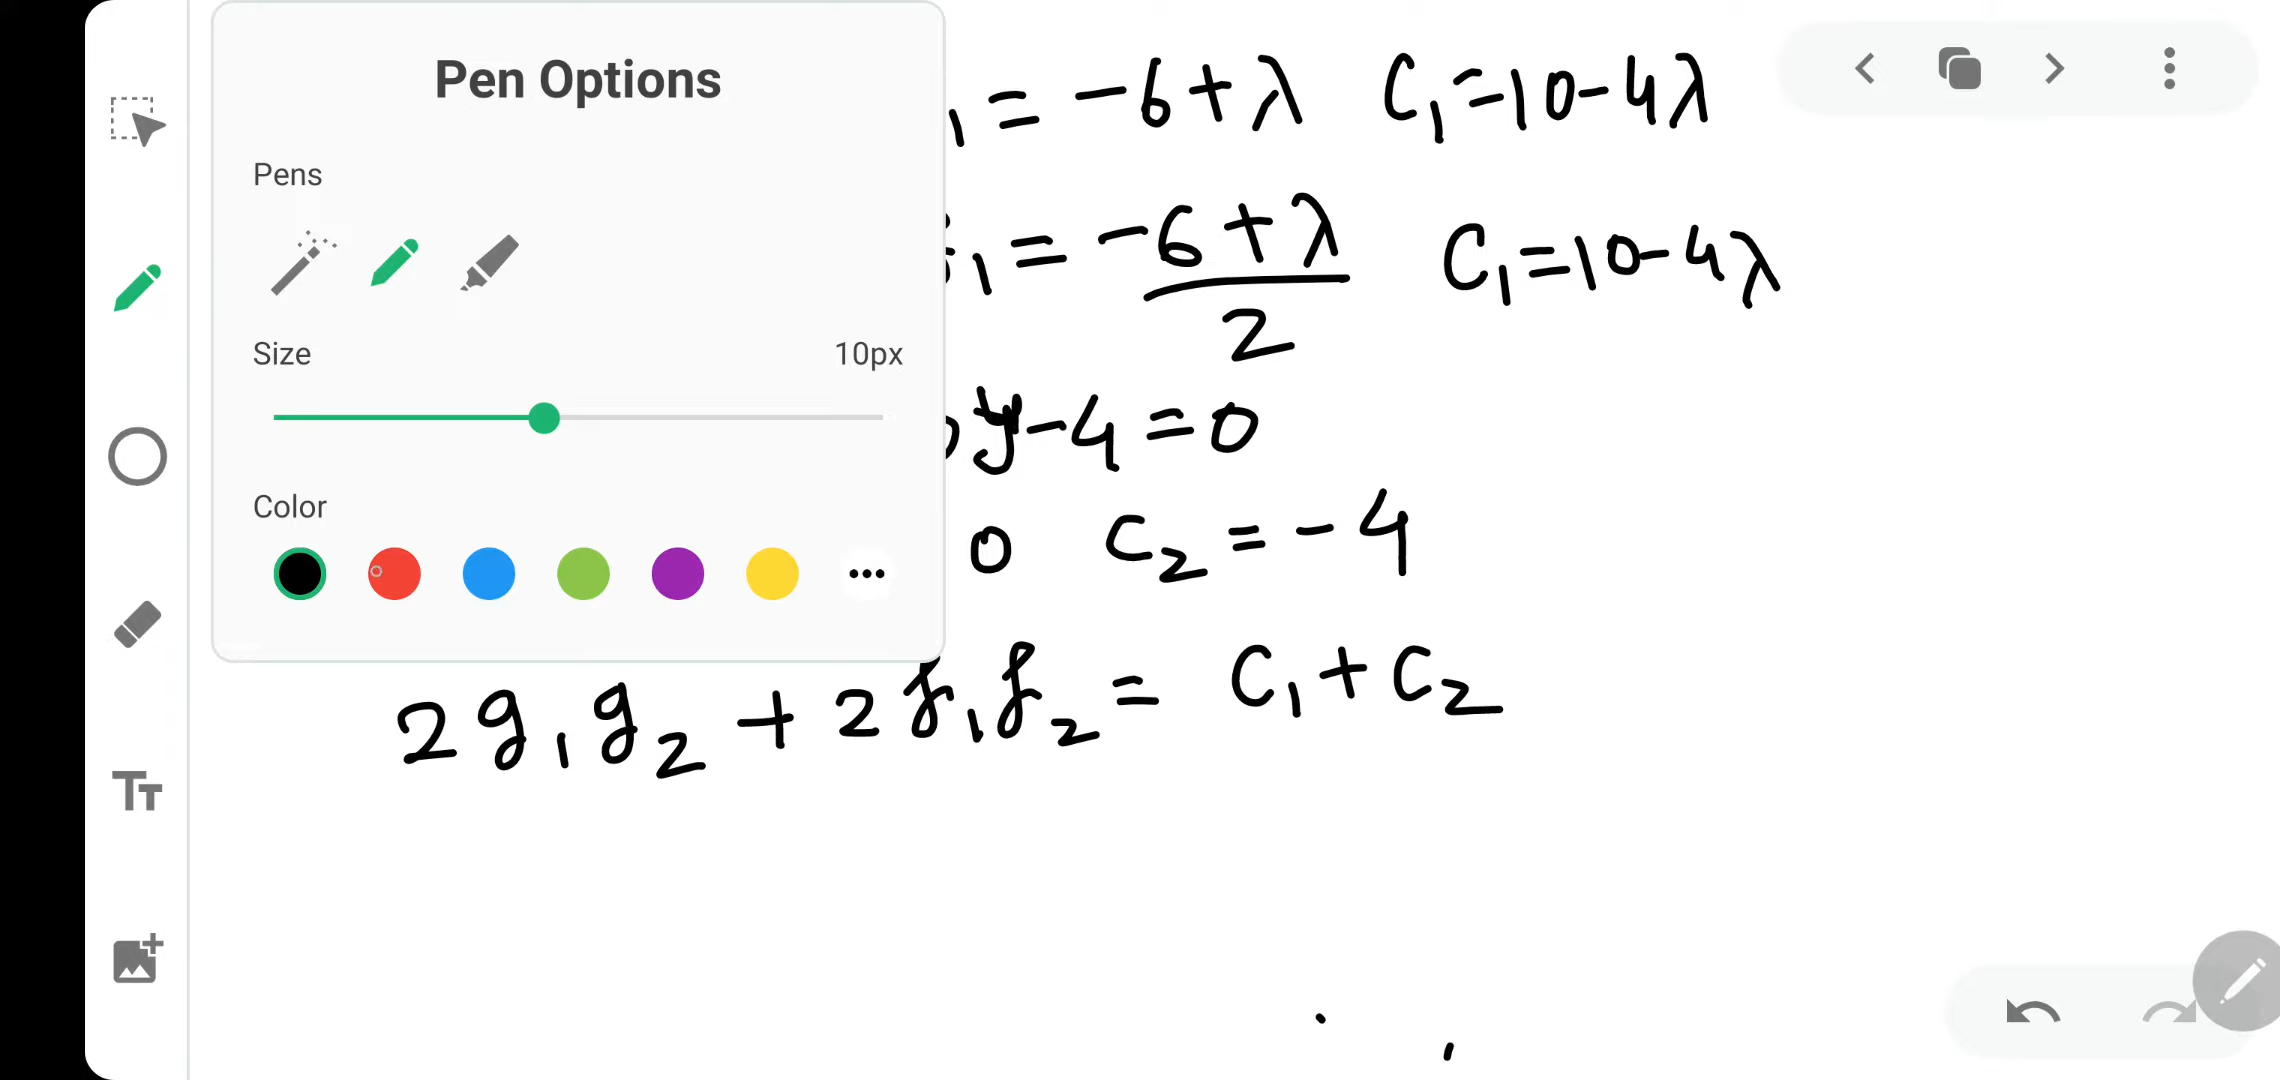 Pen Options
₁ = -6+λ C₁=10-4λ
Pens
₁ = -6+λ/2 C₁=10-4λ
Size 10px
y-4=0
Color
0 C₂ = -4
2g₁g₂ + 2f₁f₂ = C₁+C₂
TT